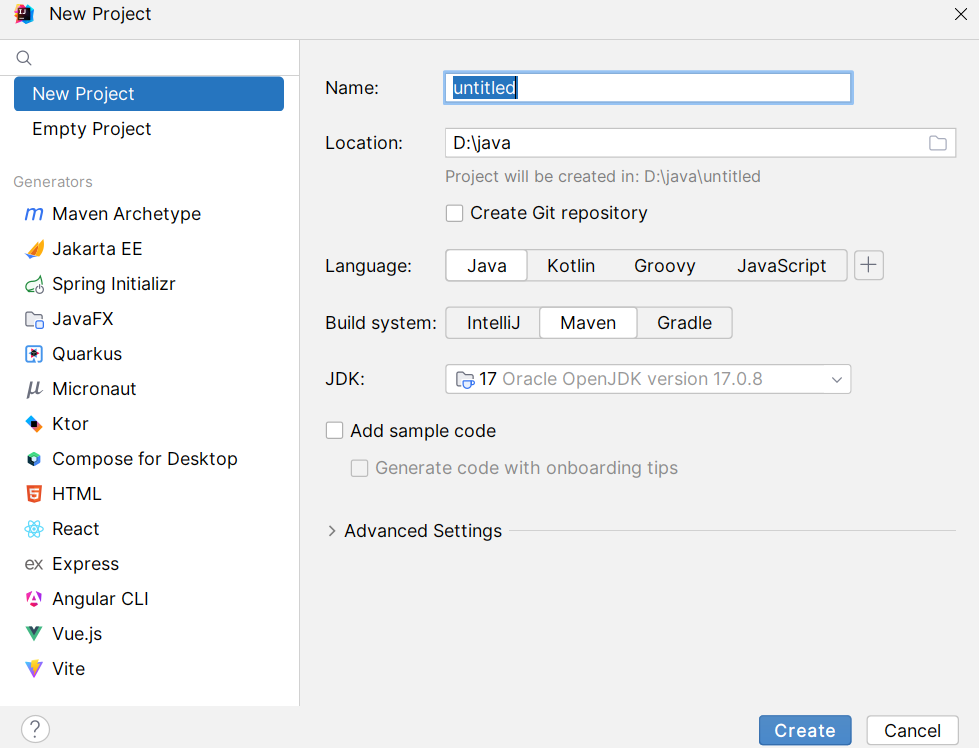 New Project
New Project
Empty Project
Generators
Maven Archetype
Jakarta EE
Spring Initializr
JavaFX
Quarkus
Micronaut
Ktor
Compose for Desktop
HTML
React
ex Express
Angular CLI
Vue.js
Vite
?
Name: untitled
Location: D:\java
Project will be created in: D:\java\untitled
Create Git repository
Language: Java Kotlin Groovy JavaScript +
Build system: IntelliJ Maven Gradle
JDK: 17 Oracle OpenJDK version 17.0.8
Add sample code
Generate code with onboarding tips
Advanced Settings
Create Cancel